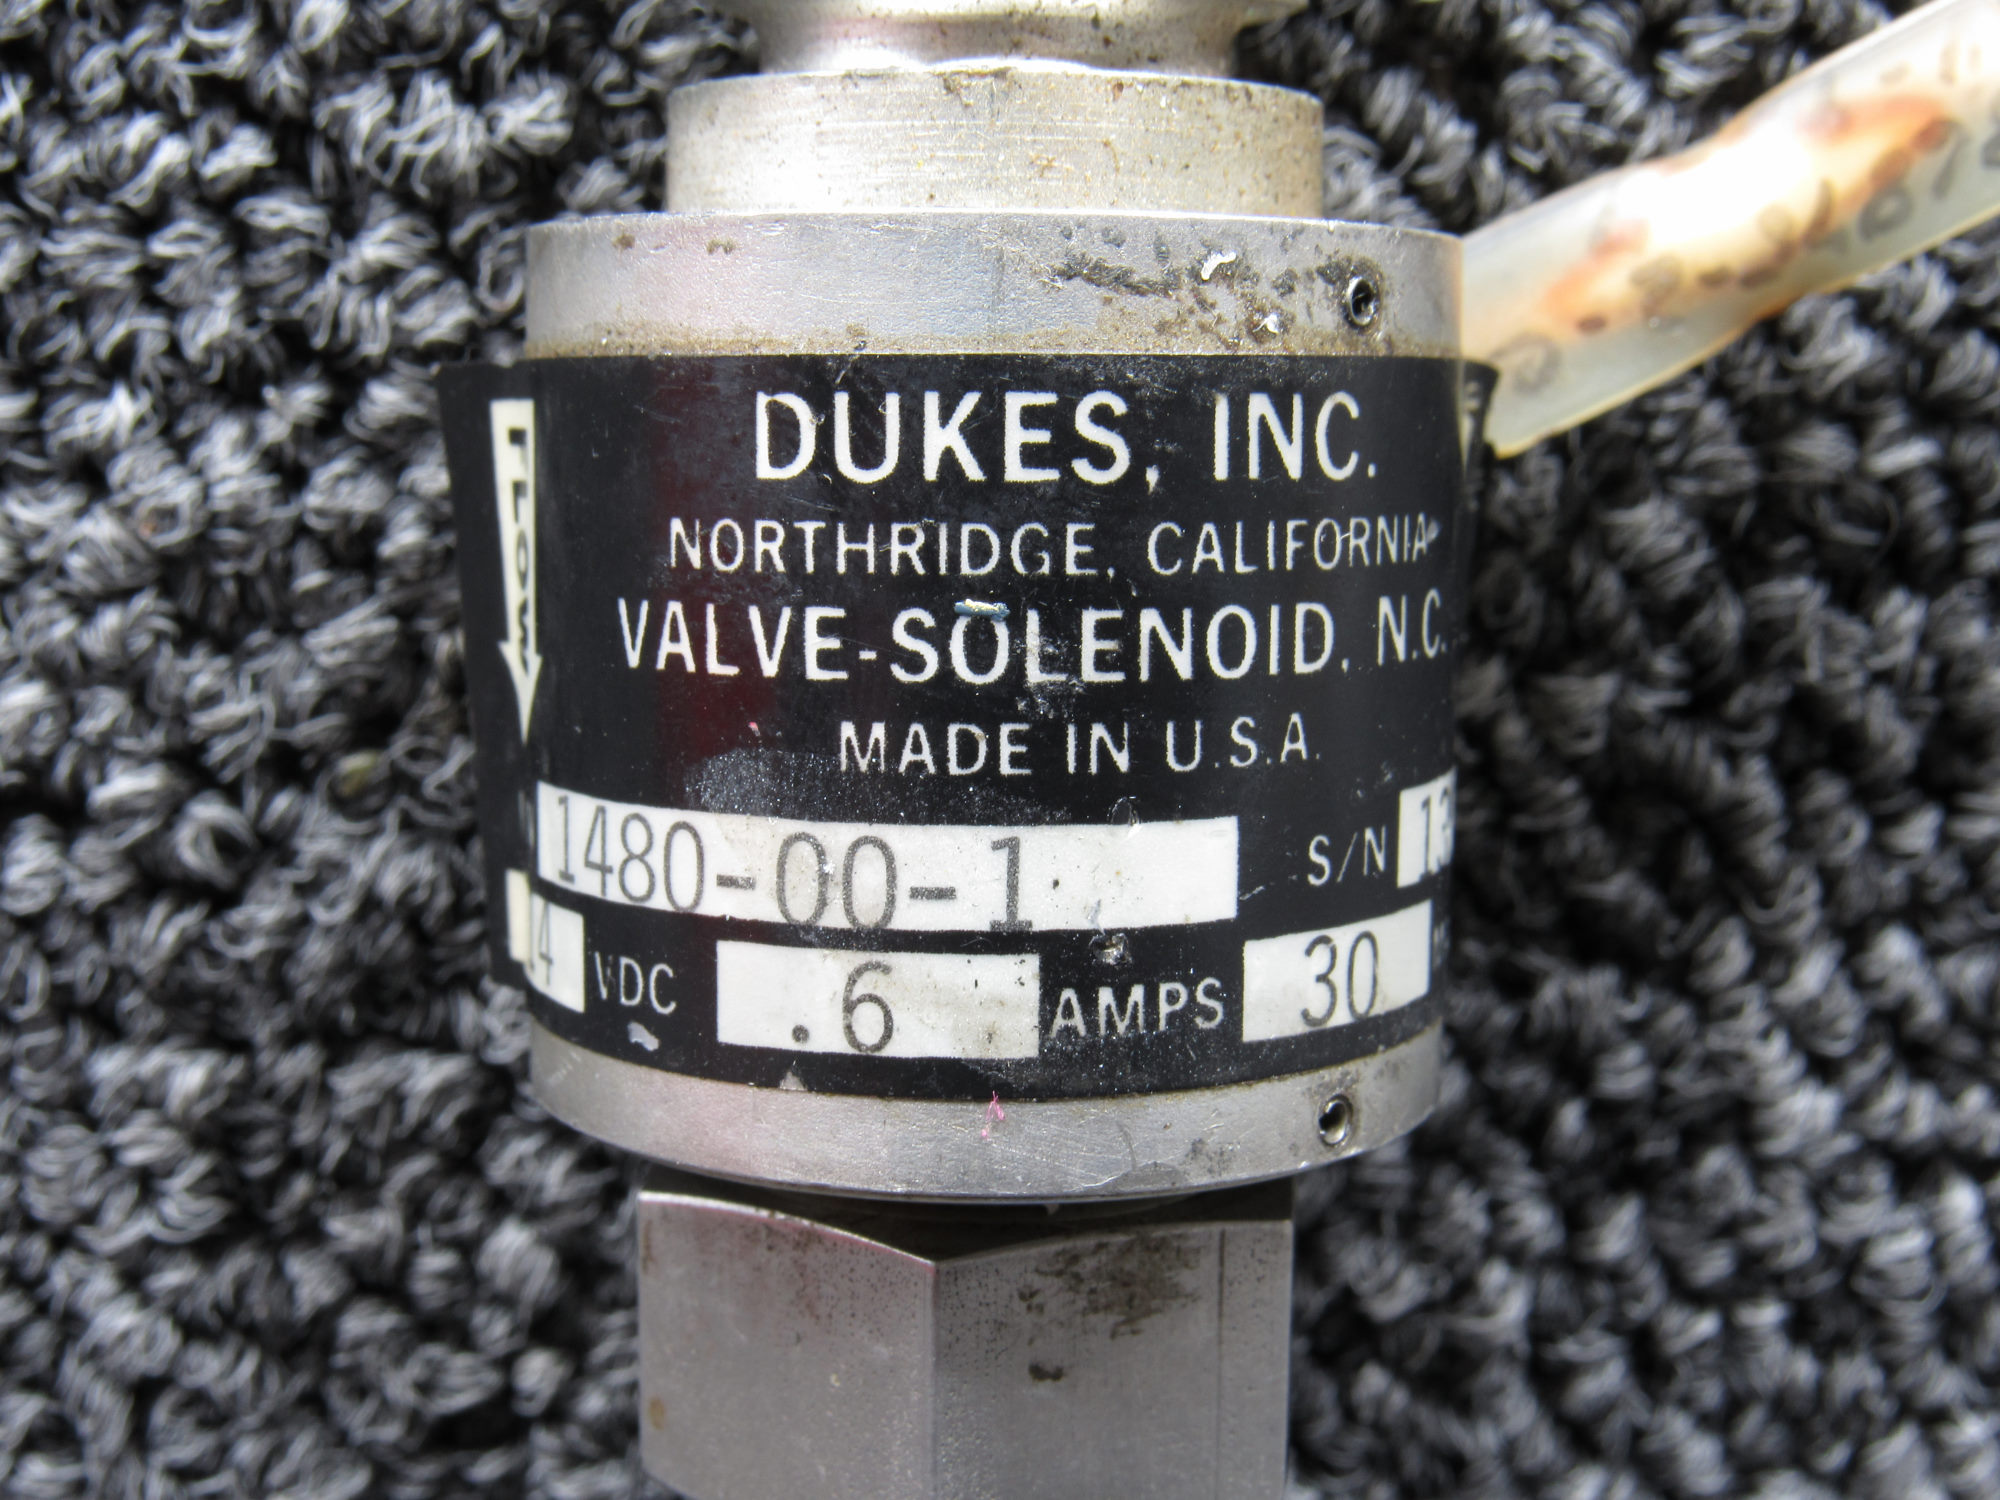 DUKES, INC.
NORTHRIDGE, CALIFORNIA
VALVE-SOLENOID, N.C.
MADE IN U.S.A.
FLOW
1480-00-1 S/N
VDC .6 AMPS 30